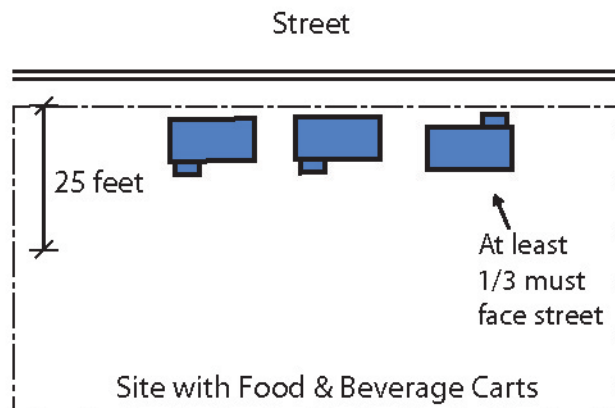 Street
25 feet
At least
1/3 must
face street
Site with Food & Beverage Carts